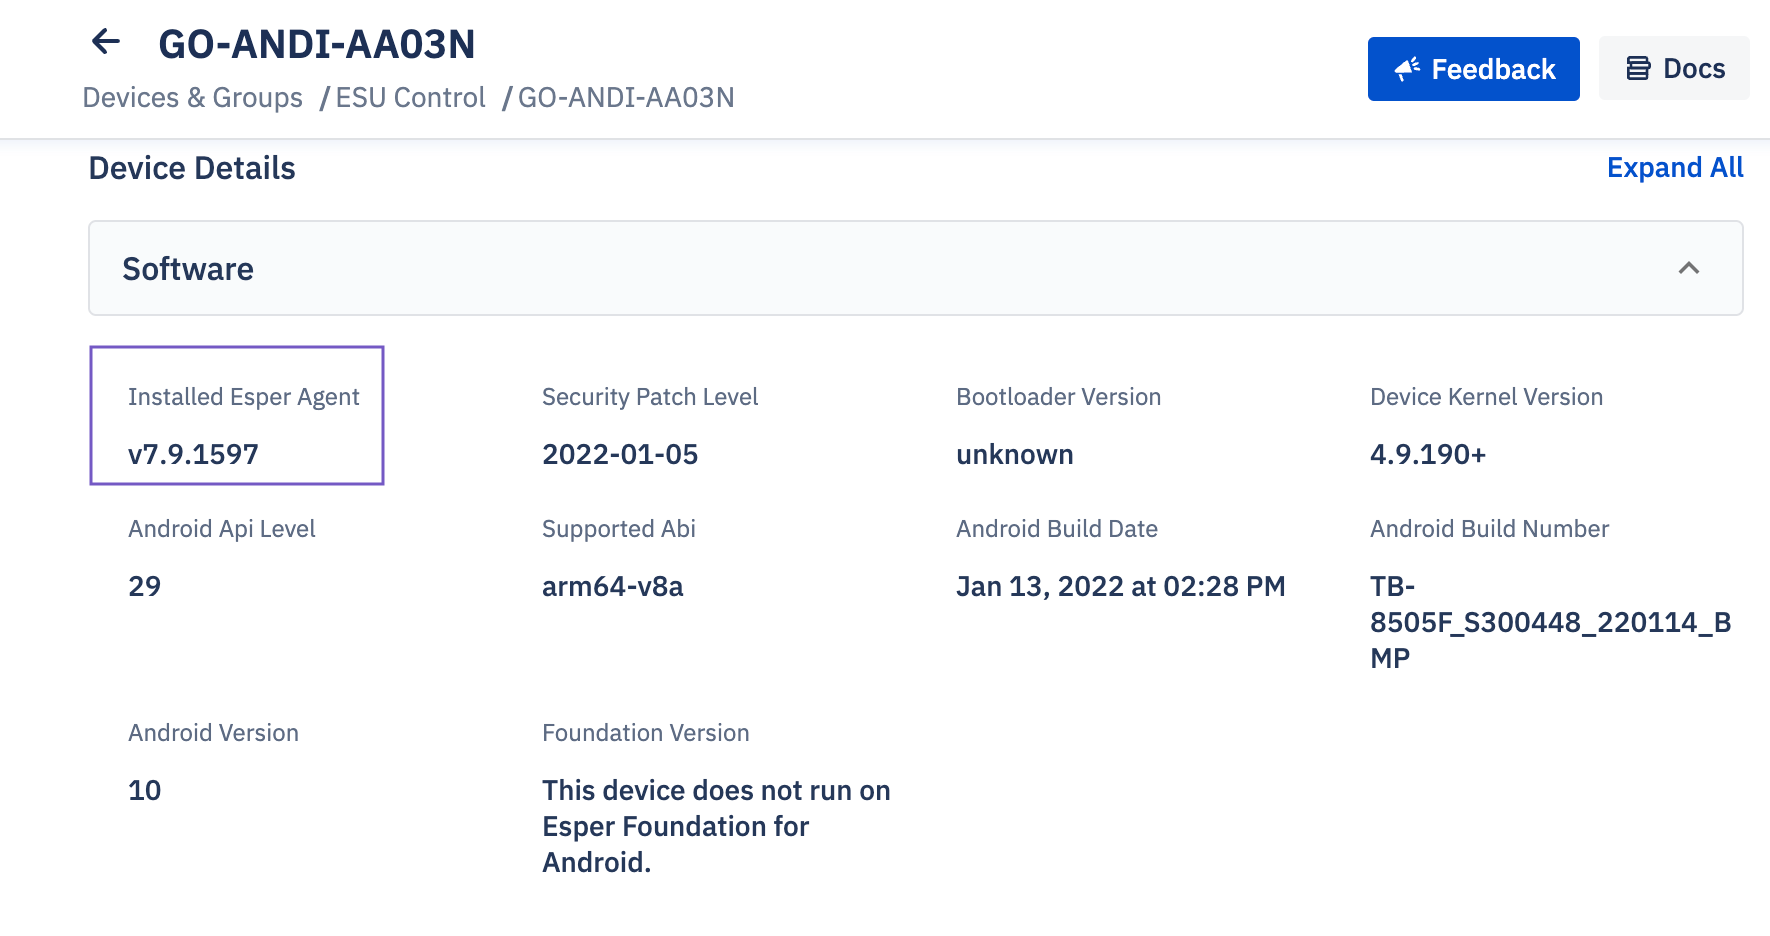 GO-ANDI-AA03N
Devices & Groups / ESU Control / GO-ANDI-AA03N
Feedback
Docs
Device Details
Expand All
Software
Installed Esper Agent
v7.9.1597
Security Patch Level
2022-01-05
Bootloader Version
unknown
Device Kernel Version
4.9.190+
Android Api Level
29
Supported Abi
arm64-v8a
Android Build Date
Jan 13, 2022 at 02:28 PM
Android Build Number
TB-
8505F_S300448_220114_B
MP
Android Version
10
Foundation Version
This device does not run on
Esper Foundation for
Android.